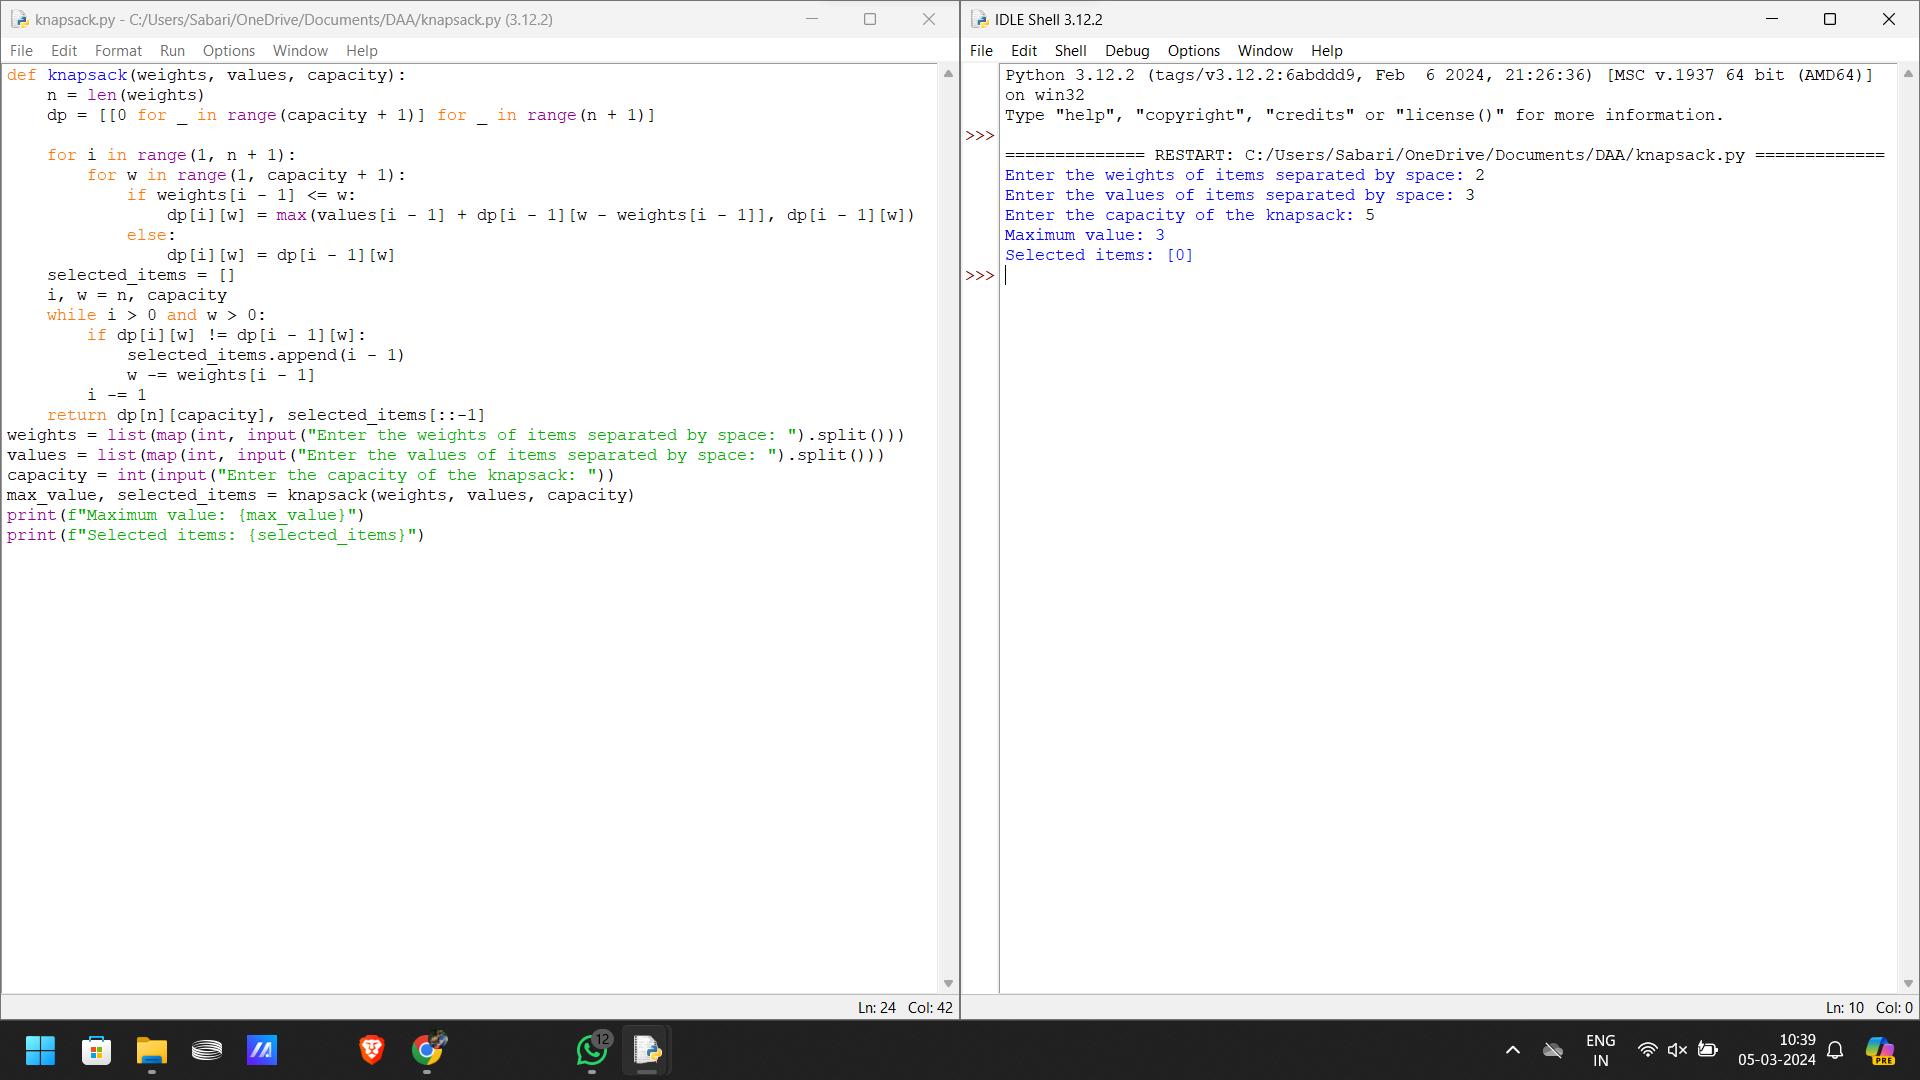 knapsack.py - C:/Users/Sabari/OneDrive/Documents/DAA/knapsack.py (3.12.2)
File Edit Format Run Options Window Help
def knapsack(weights, values, capacity):
    n = len(weights)
    dp = [[0 for _ in range(capacity + 1)] for _ in range(n + 1)]

    for i in range(1, n + 1):
        for w in range(1, capacity + 1):
            if weights[i - 1] <= w:
                dp[i][w] = max(values[i - 1] + dp[i - 1][w - weights[i - 1]], dp[i - 1][w])
            else:
                dp[i][w] = dp[i - 1][w]
    selected_items = []
    i, w = n, capacity
    while i > 0 and w > 0:
        if dp[i][w] != dp[i - 1][w]:
            selected_items.append(i - 1)
            w -= weights[i - 1]
        i -= 1
    return dp[n][capacity], selected_items[::-1]
weights = list(map(int, input("Enter the weights of items separated by space: ").split()))
values = list(map(int, input("Enter the values of items separated by space: ").split()))
capacity = int(input("Enter the capacity of the knapsack: "))
max_value, selected_items = knapsack(weights, values, capacity)
print(f"Maximum value: {max_value}")
print(f"Selected items: {selected_items}")
Ln: 24 Col: 42
IDLE Shell 3.12.2
File Edit Shell Debug Options Window Help
Python 3.12.2 (tags/v3.12.2:6abddd9, Feb  6 2024, 21:26:36) [MSC v.1937 64 bit (AMD64)]
on win32
Type "help", "copyright", "credits" or "license()" for more information.
>>>
============== RESTART: C:/Users/Sabari/OneDrive/Documents/DAA/knapsack.py =============
Enter the weights of items separated by space: 2
Enter the values of items separated by space: 3
Enter the capacity of the knapsack: 5
Maximum value: 3
Selected items: [0]
>>>
Ln: 10 Col: 0
12
ENG
IN
10:39
05-03-2024
PRE